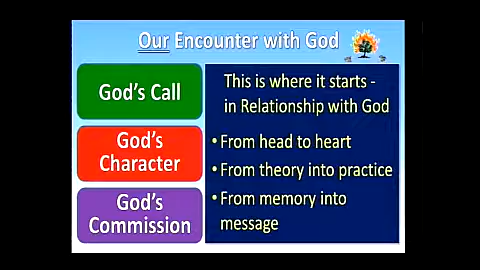 Our Encounter with God
God's Call
God's
Character
God's
Commission
This is where it starts -
in Relationship with God
• From head to heart
• From theory into practice
• From memory into
message